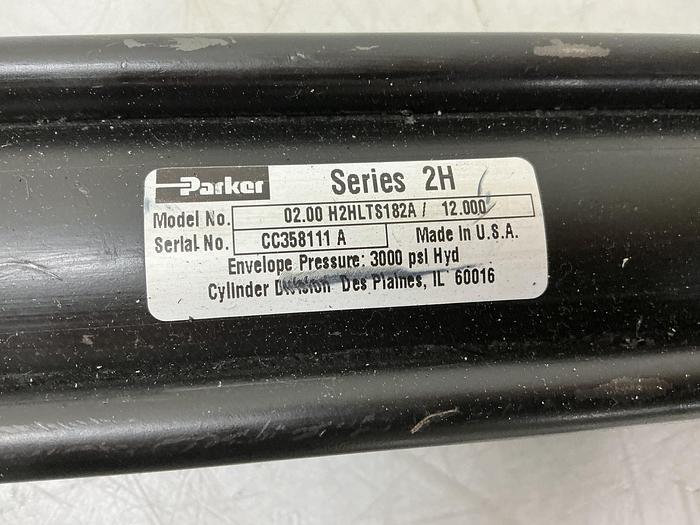 Parker Series 2H
Model No. 02.00 H2HLTS182A / 12.000
Serial No. CC358111 A Made In U.S.A.
Envelope Pressure: 3000 psi Hyd
Cylinder Division Des Plaines, IL 60016